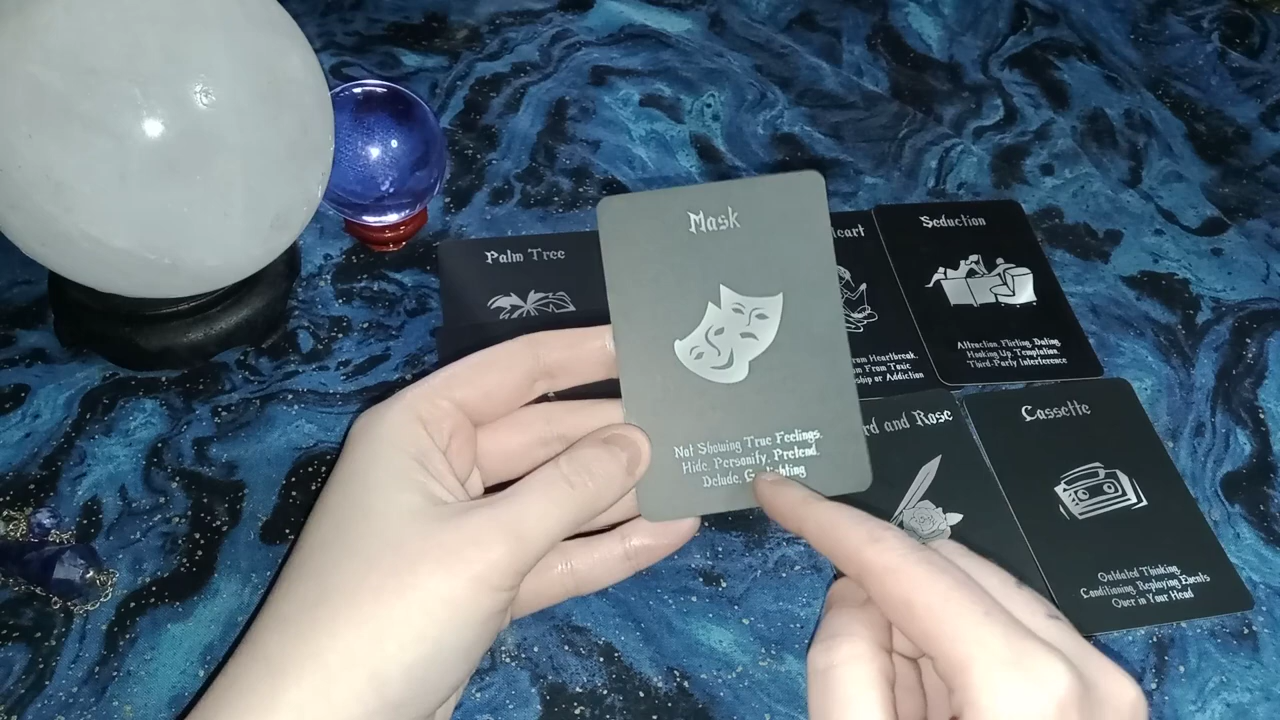 Palm Tree
Mask
Not Showing True Feelings.
Hide. Personify. Pretend.
Delude.
Seduction
Attraction. Flirting. Dating.
Hooking Up. Temptation.
Third-Party Interference
Heartbreak.
From Toxic
or Addiction
and Rose
Cassette
Outdated Thinking.
Conditioning. Replaying Events
Over in Your Head